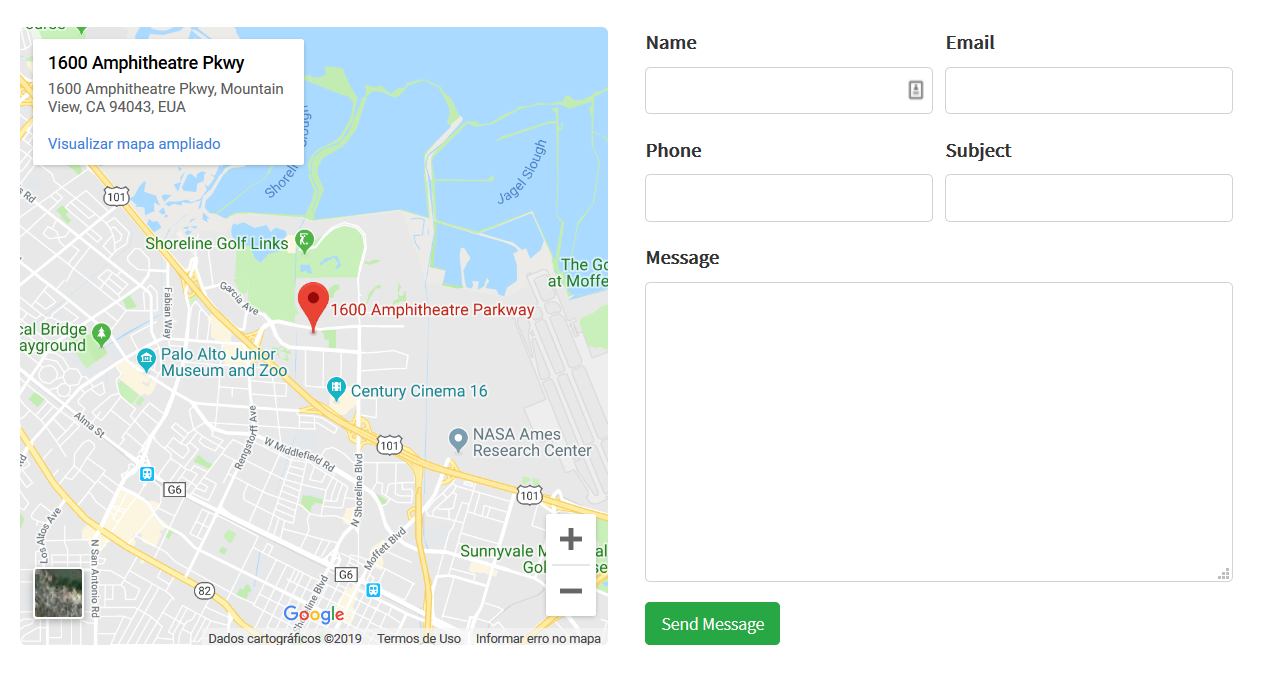 1600 Amphitheatre Pkwy
1600 Amphitheatre Pkwy, Mountain
View, CA 94043, EUA
Visualizar mapa ampliado
Shoreline Slough
Jagel Slough
101
Shoreline Golf Links
The Go
at Moffe
Garcia Ave
Fabian Way
1600 Amphitheatre Parkway
cal Bridge
ayground
Palo Alto Junior
Museum and Zoo
Century Cinema 16
Alma St
Rengstorff Ave
W Middlefield Rd
101
NASA Ames
Research Center
G6
N Shoreline Blvd
101
Los Altos Ave
N San Antonio Rd
Moffett Blvd
Sunnyvale M al
Gol se
G6
82
Shoreline Blvd
Google
Dados cartográficos ©2019 Termos de Uso Informar erro no mapa
Name
Email
Phone
Subject
Message
Send Message